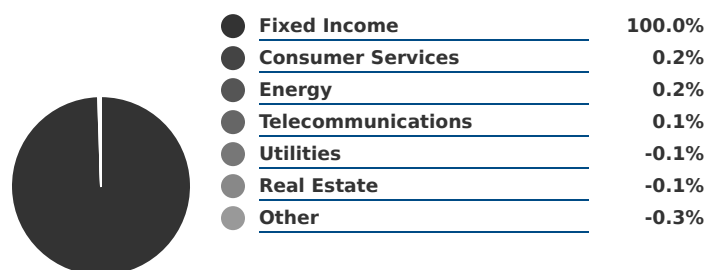 Fixed Income 100.0%
Consumer Services 0.2%
Energy 0.2%
Telecommunications 0.1%
Utilities -0.1%
Real Estate -0.1%
Other -0.3%